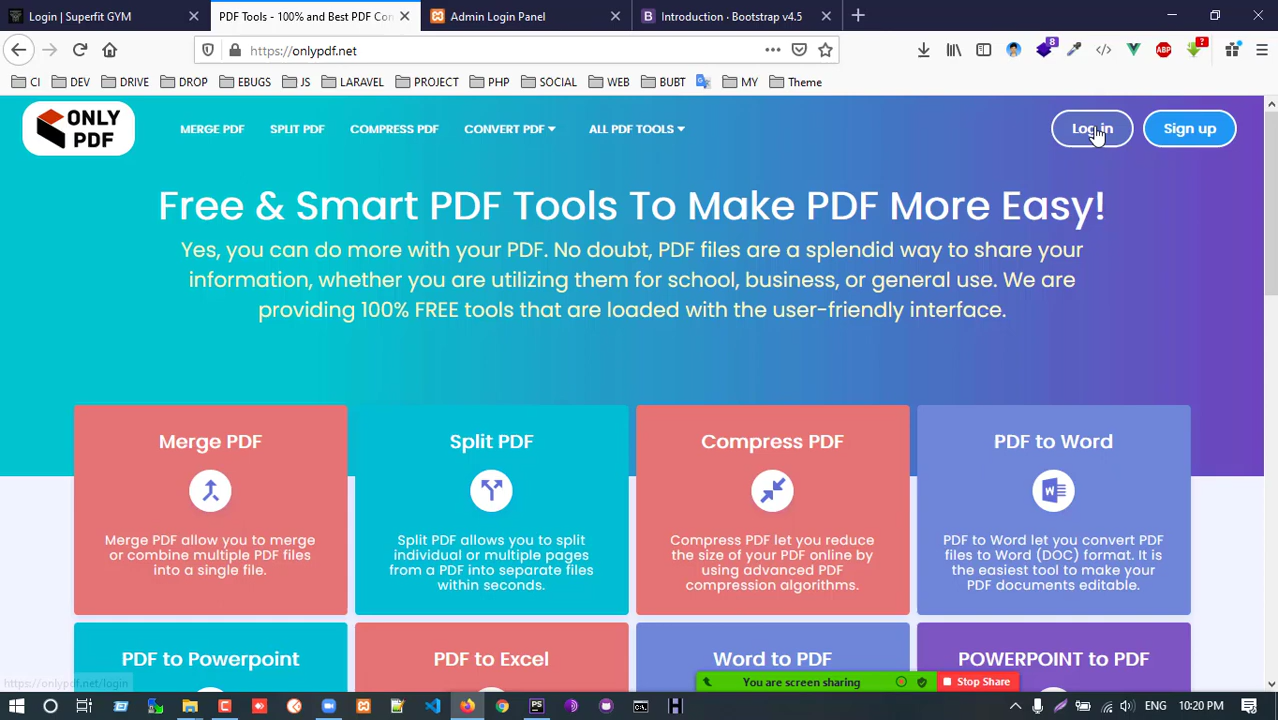 Login | Superfit GYM
PDF Tools - 100% and Best PDF Con
Admin Login Panel
Introduction · Bootstrap v4.5
https://onlypdf.net
8
ABP
?
CI DEV DRIVE DROP EBUGS JS LARAVEL PROJECT PHP SOCIAL WEB BUBT MY Theme
ONLY
PDF
MERGE PDF SPLIT PDF COMPRESS PDF CONVERT PDF ALL PDF TOOLS
Login
Sign up
Free & Smart PDF Tools To Make PDF More Easy!
Yes, you can do more with your PDF. No doubt, PDF files are a splendid way to share your
information, whether you are utilizing them for school, business, or general use. We are
providing 100% FREE tools that are loaded with the user-friendly interface.
Merge PDF
Merge PDF allow you to merge
or combine multiple PDF files
into a single file.
Split PDF
Split PDF allows you to split
individual or multiple pages
from a PDF into separate files
within seconds.
Compress PDF
Compress PDF let you reduce
the size of your PDF online by
using advanced PDF
compression algorithms.
PDF to Word
PDF to Word let you convert PDF
files to Word (DOC) format. It is
the easiest tool to make your
PDF documents editable.
PDF to Powerpoint
PDF to Excel
Word to PDF
POWERPOINT to PDF
https://onlypdf.net/login
You are screen sharing
Stop Share
ENG
10:20 PM